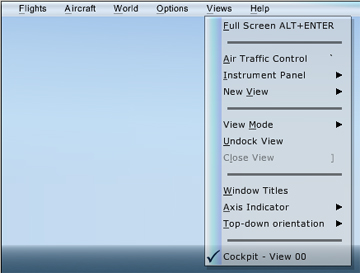 Flights Aircraft World Options Views Help
Full Screen ALT+ENTER
Air Traffic Control `
Instrument Panel
New View
View Mode
Undock View
Close View ]
Window Titles
Axis Indicator
Top-down orientation
Cockpit - View 00